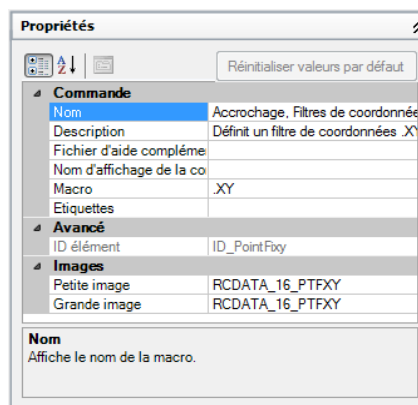 Propriétés
Réinitialiser valeurs par défaut
Commande
Nom Accrochage, Filtres de coordonnée
Description Définit un filtre de coordonnées .XY
Fichier d'aide compléme
Nom d'affichage de la co
Macro .XY
Etiquettes
Avancé
ID élément ID_PointFixy
Images
Petite image RCDATA_16_PTFXY
Grande image RCDATA_16_PTFXY
Nom
Affiche le nom de la macro.